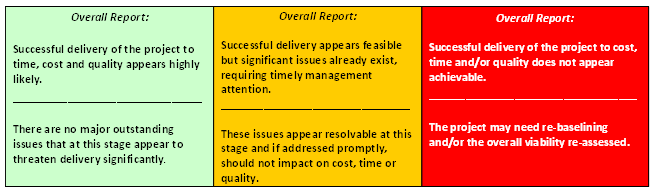 Overall Report:
Successful delivery of the project to
time, cost and quality appears highly
likely.
There are no major outstanding
issues that at this stage appear to
threaten delivery significantly.
Overall Report:
Successful delivery appears feasible
but significant issues already exist,
requiring timely management
attention.
These issues appear resolvable at this
stage and if addressed promptly,
should not impact on cost, time or
quality.
Overall Report:
Successful delivery of the project to cost,
time and/or quality does not appear
achievable.
The project may need re-baselining
and/or the overall viability re-assessed.